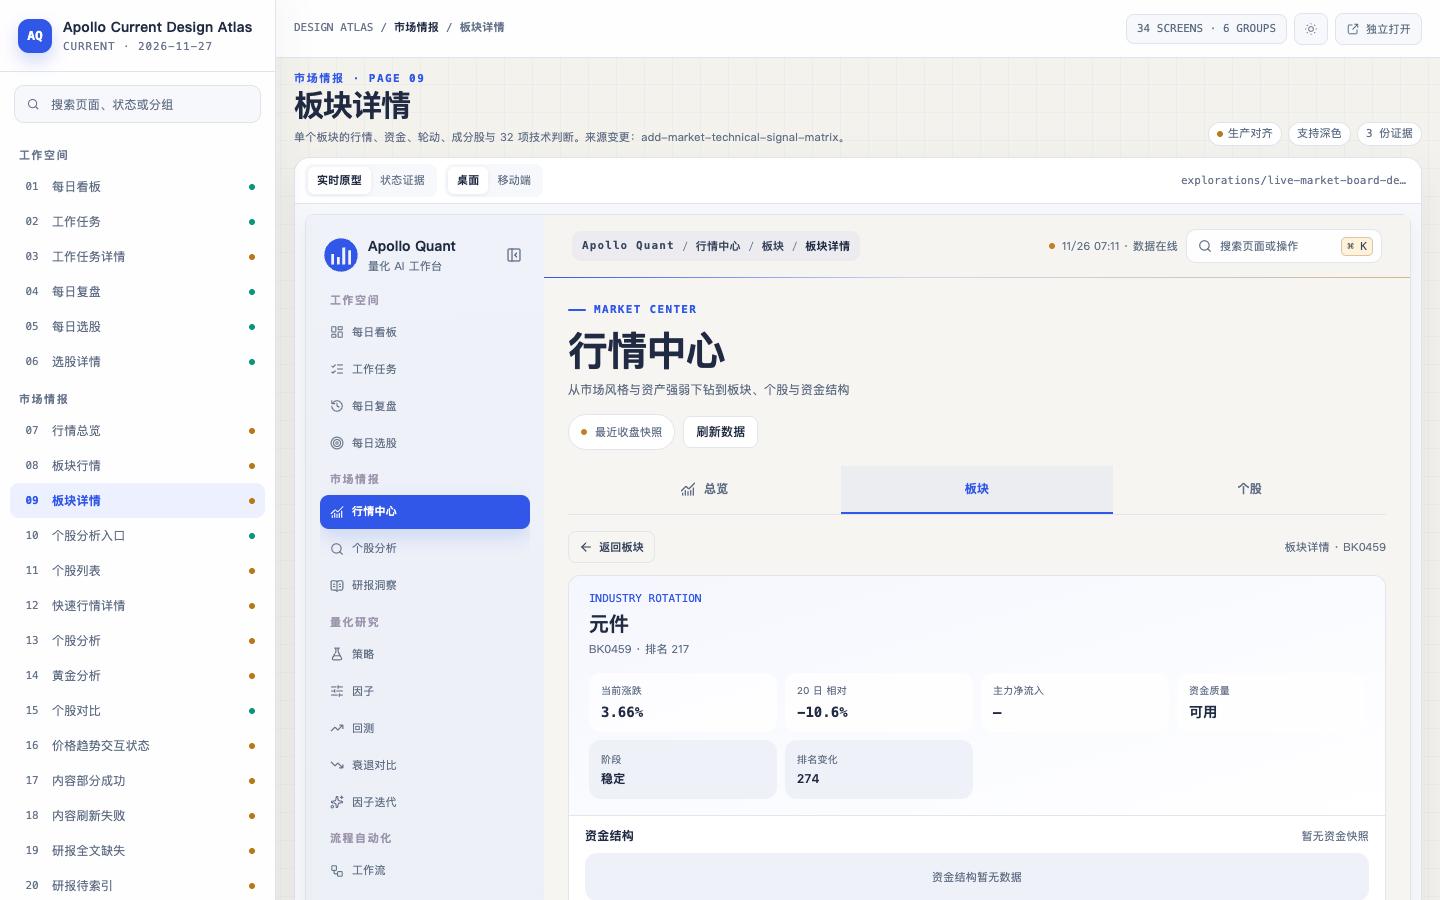 AQ
Apollo Current Design Atlas
CURRENT · 2026-11-27
搜索页面、状态或分组
工作空间
01 每日看板
02 工作任务
03 工作任务详情
04 每日复盘
05 每日选股
06 选股详情
市场情报
07 行情总览
08 板块行情
09 板块详情
10 个股分析入口
11 个股列表
12 快速行情详情
13 个股分析
14 黄金分析
15 个股对比
16 价格趋势交互状态
17 内容部分成功
18 内容刷新失败
19 研报全文缺失
20 研报待索引
DESIGN ATLAS / 市场情报 / 板块详情
34 SCREENS · 6 GROUPS
独立打开
市场情报 · PAGE 09
板块详情
单个板块的行情、资金、轮动、成分股与 32 项技术判断。来源变更：add-market-technical-signal-matrix。
生产对齐
支持深色
3 份证据
实时原型
状态证据
桌面
移动端
explorations/live-market-board-de…
Apollo Quant
量化 AI 工作台
工作空间
每日看板
工作任务
每日复盘
每日选股
市场情报
行情中心
个股分析
研报洞察
量化研究
策略
因子
回测
衰退对比
因子迭代
流程自动化
工作流
Apollo Quant / 行情中心 / 板块 / 板块详情
11/26 07:11 · 数据在线
搜索页面或操作
⌘ K
MARKET CENTER
行情中心
从市场风格与资产强弱下钻到板块、个股与资金结构
最近收盘快照
刷新数据
总览
板块
个股
返回板块
板块详情 · BK0459
INDUSTRY ROTATION
元件
BK0459 · 排名 217
当前涨跌
3.66%
20 日 相对
-10.6%
主力净流入
—
资金质量
可用
阶段
稳定
排名变化
274
资金结构
暂无资金快照
资金结构暂无数据